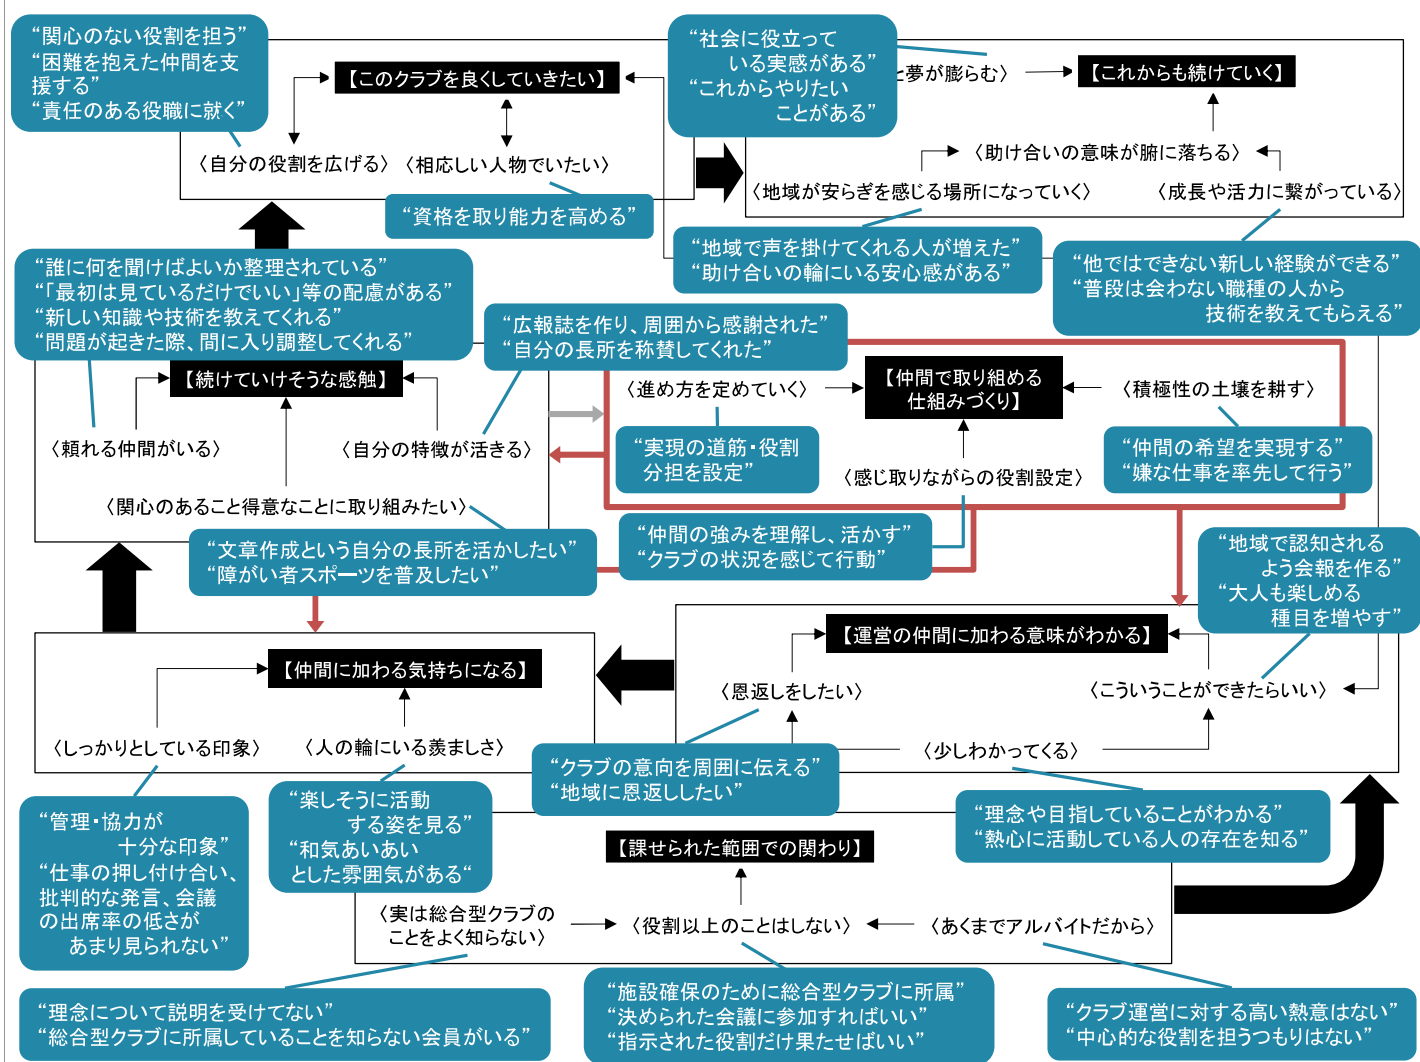 “関心のない役割を担う”
“困難を抱えた仲間を支
援する”
“責任のある役職に就く”
【このクラブを良くしていきたい】
〈自分の役割を広げる〉
〈相応しい人物でいたい〉
“資格を取り能力を高める”
“社会に役立って
いる実感がある”
“これからやりたい
ことがある”
と夢が膨らむ〉
【これからも続けていく】
〈助け合いの意味が腑に落ちる〉
〈地域が安らぎを感じる場所になっていく〉
〈成長や活力に繋がっている〉
“地域で声を掛けてくれる人が増えた”
“助け合いの輪にいる安心感がある”
“他ではできない新しい経験ができる”
“普段は会わない職種の人から
技術を教えてもらえる”
“誰に何を聞けばよいか整理されている”
“「最初は見ているだけでいい」等の配慮がある”
“新しい知識や技術を教えてくれる”
“問題が起きた際、間に入り調整してくれる”
“広報誌を作り、周囲から感謝された”
“自分の長所を称賛してくれた”
【続けていけそうな感触】
〈頼れる仲間がいる〉
〈自分の特徴が活きる〉
〈関心のあること得意なことに取り組みたい〉
“文章作成という自分の長所を活かしたい”
“障がい者スポーツを普及したい”
〈進め方を定めていく〉
【仲間で取り組める
仕組みづくり】
〈積極性の土壌を耕す〉
“実現の道筋・役割
分担を設定”
〈感じ取りながらの役割設定〉
“仲間の希望を実現する”
“嫌な仕事を率先して行う”
“仲間の強みを理解し、活かす”
“クラブの状況を感じて行動”
“地域で認知される
よう会報を作る”
“大人も楽しめる
種目を増やす”
【仲間に加わる気持ちになる】
〈しっかりとしている印象〉
〈人の輪にいる羨ましさ〉
【運営の仲間に加わる意味がわかる】
〈恩返しをしたい〉
〈こういうことができたらいい〉
〈少しわかってくる〉
“クラブの意向を周囲に伝える”
“地域に恩返ししたい”
“理念や目指していることがわかる”
“熱心に活動している人の存在を知る”
“管理・協力が
十分な印象”
“仕事の押し付け合い、
批判的な発言、会議
の出席率の低さが
あまり見られない”
“楽しそうに活動
する姿を見る”
“和気あいあい
とした雰囲気がある“
【課せられた範囲での関わり】
〈実は総合型クラブの
ことをよく知らない〉
〈役割以上のことはしない〉
〈あくまでアルバイトだから〉
“理念について説明を受けてない”
“総合型クラブに所属していることを知らない会員がいる”
“施設確保のために総合型クラブに所属”
“決められた会議に参加すればいい”
“指示された役割だけ果たせばいい”
“クラブ運営に対する高い熱意はない”
“中心的な役割を担うつもりはない”